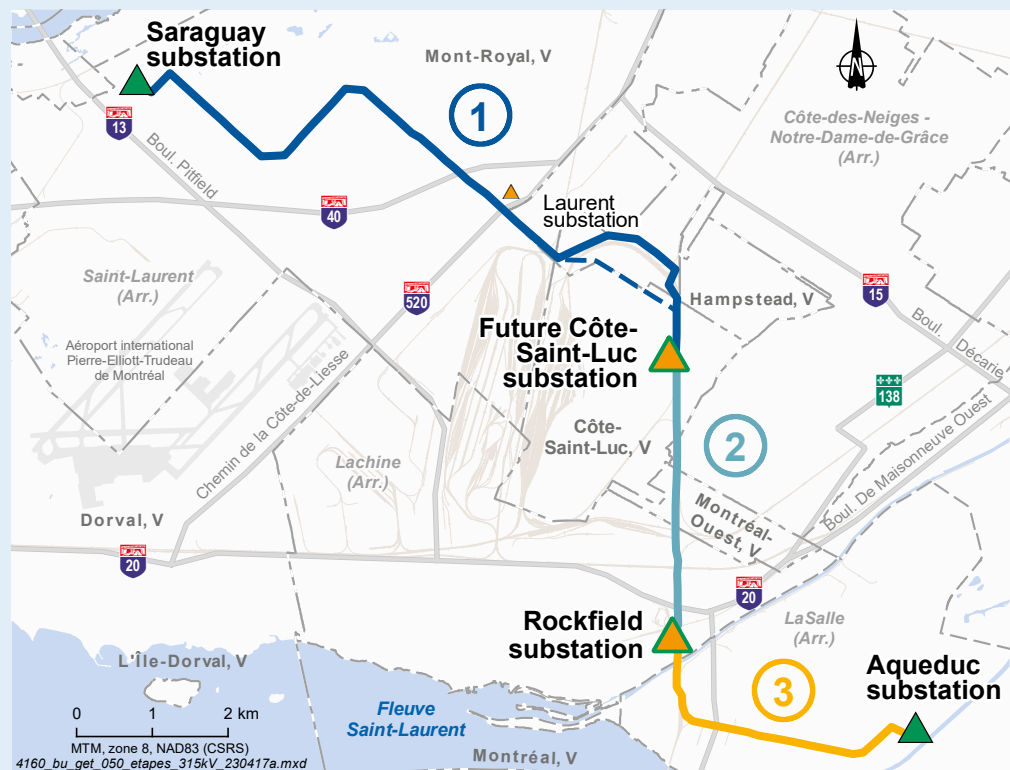 Saraguay
substation
Mont-Royal, V
1
Côte-des-Neiges -
Notre-Dame-de-Grâce
(Arr.)
13
Boul. Pitfield
40
Laurent
substation
Saint-Laurent
(Arr.)
520
Hampstead, V
15
Boul. Décarie
Aéroport international
Pierre-Elliott-Trudeau
de Montréal
Future Côte-
Saint-Luc
substation
138
Chemin de la Côte-de-Liesse
Côte-
Saint-Luc, V
2
Lachine
(Arr.)
Boul. De Maisonneuve Ouest
Montréal-
Ouest, V
Dorval, V
20
20
Rockfield
substation
LaSalle
(Arr.)
L'Île-Dorval, V
3
Aqueduc
substation
Fleuve
Saint-Laurent
0 1 2 km
MTM, zone 8, NAD83 (CSRS)
Montréal, V
4160_bu_get_050_etapes_315kV_230417a.mxd